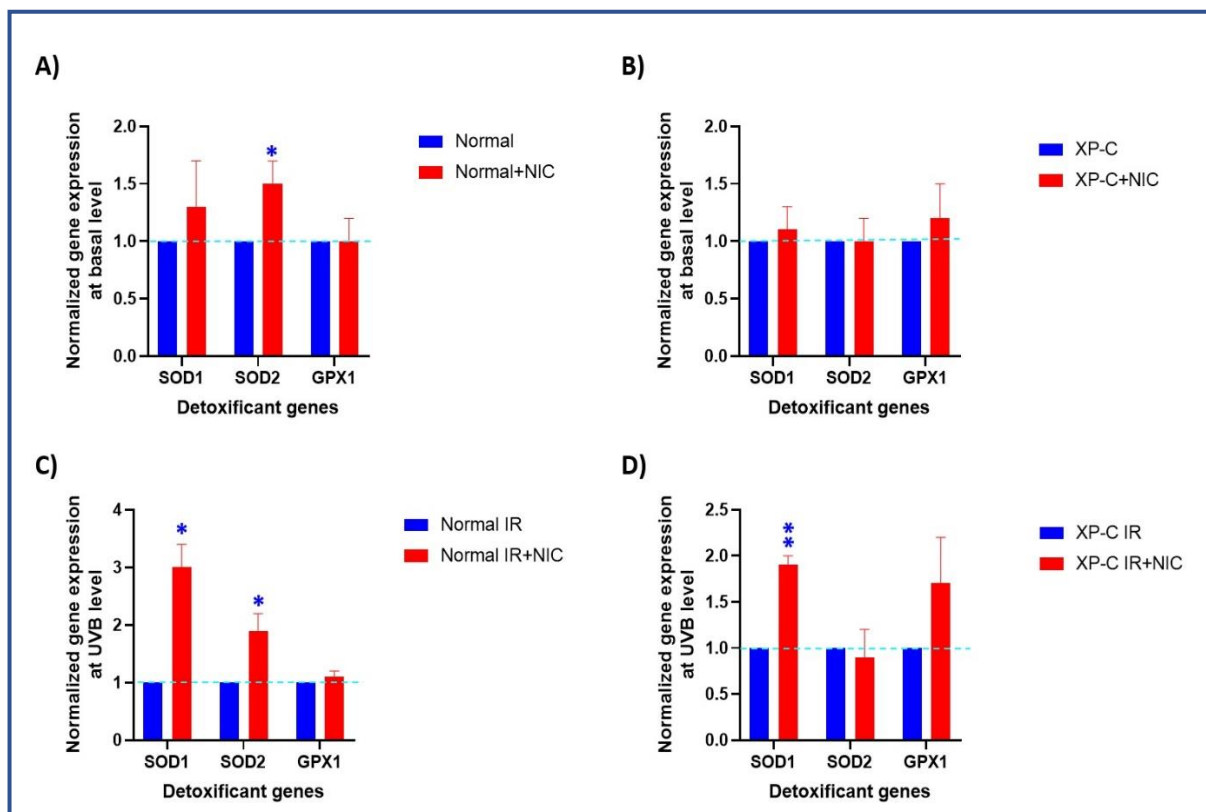 A)
Normalized gene expression
at basal level
2.0
1.5
1.0
0.5
0.0
*
SOD1 SOD2 GPX1
Detoxificant genes
Normal
Normal+NIC
B)
Normalized gene expression
at basal level
2.0
1.5
1.0
0.5
0.0
SOD1 SOD2 GPX1
Detoxificant genes
XP-C
XP-C+NIC
C)
Normalized gene expression
at UVB level
4
3
2
1
0
*
*
SOD1 SOD2 GPX1
Detoxificant genes
Normal IR
Normal IR+NIC
D)
Normalized gene expression
at UVB level
2.5
2.0
1.5
1.0
0.5
0.0
**
SOD1 SOD2 GPX1
Detoxificant genes
XP-C IR
XP-C IR+NIC